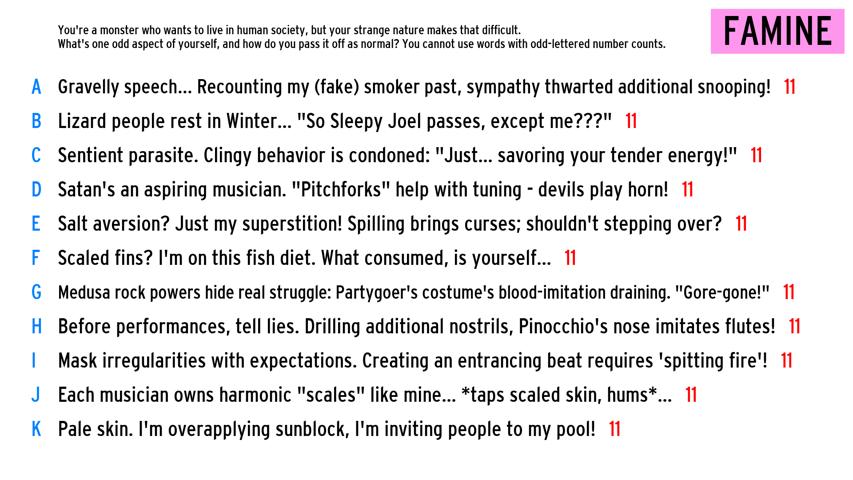 You're a monster who wants to live in human society, but your strange nature makes that difficult.
What's one odd aspect of yourself, and how do you pass it off as normal? You cannot use words with odd-lettered number counts.
FAMINE
A Gravelly speech... Recounting my (fake) smoker past, sympathy thwarted additional snooping! 11
B Lizard people rest in Winter... "So Sleepy Joel passes, except me???" 11
C Sentient parasite. Clingy behavior is condoned: "Just... savoring your tender energy!" 11
D Satan's an aspiring musician. "Pitchforks" help with tuning - devils play horn! 11
E Salt aversion? Just my superstition! Spilling brings curses; shouldn't stepping over? 11
F Scaled fins? I'm on this fish diet. What consumed, is yourself... 11
G Medusa rock powers hide real struggle: Partygoer's costume's blood-imitation draining. "Gore-gone!" 11
H Before performances, tell lies. Drilling additional nostrils, Pinocchio's nose imitates flutes! 11
I Mask irregularities with expectations. Creating an entrancing beat requires 'spitting fire'! 11
J Each musician owns harmonic "scales" like mine... *taps scaled skin, hums*... 11
K Pale skin. I'm overapplying sunblock, I'm inviting people to my pool! 11